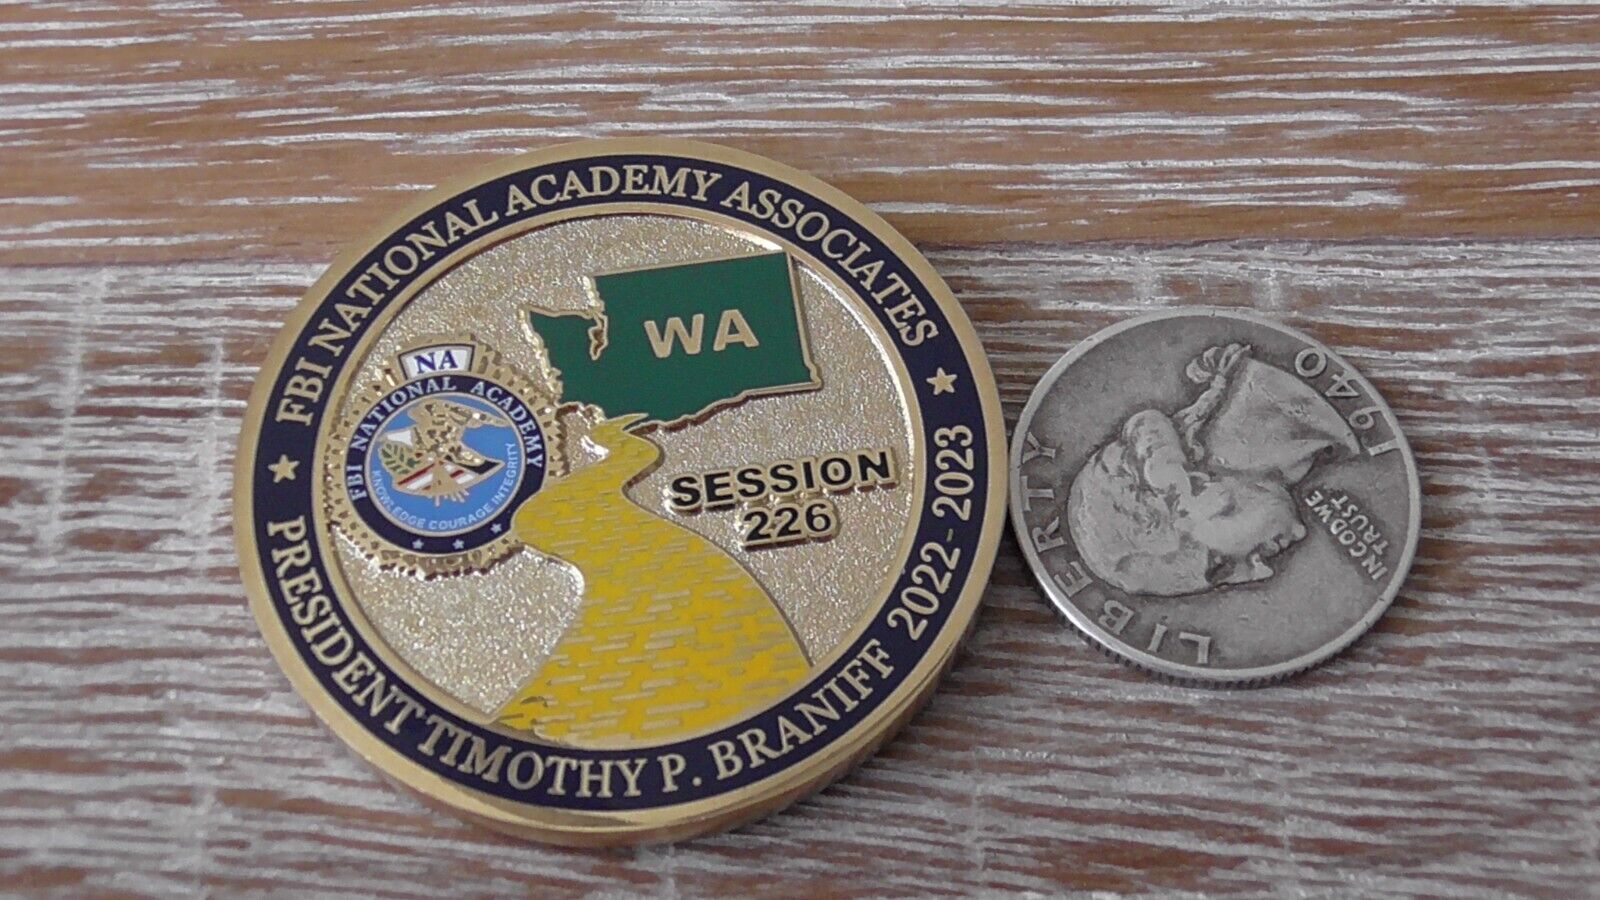 FBI NATIONAL ACADEMY ASSOCIATES
PRESIDENT TIMOTHY P. BRANIFF 2022-2023
WA
NA
FBI NATIONAL ACADEMY
KNOWLEDGE COURAGE INTEGRITY
SESSION
226
LIBERTY
IN GOD WE
TRUST
1940